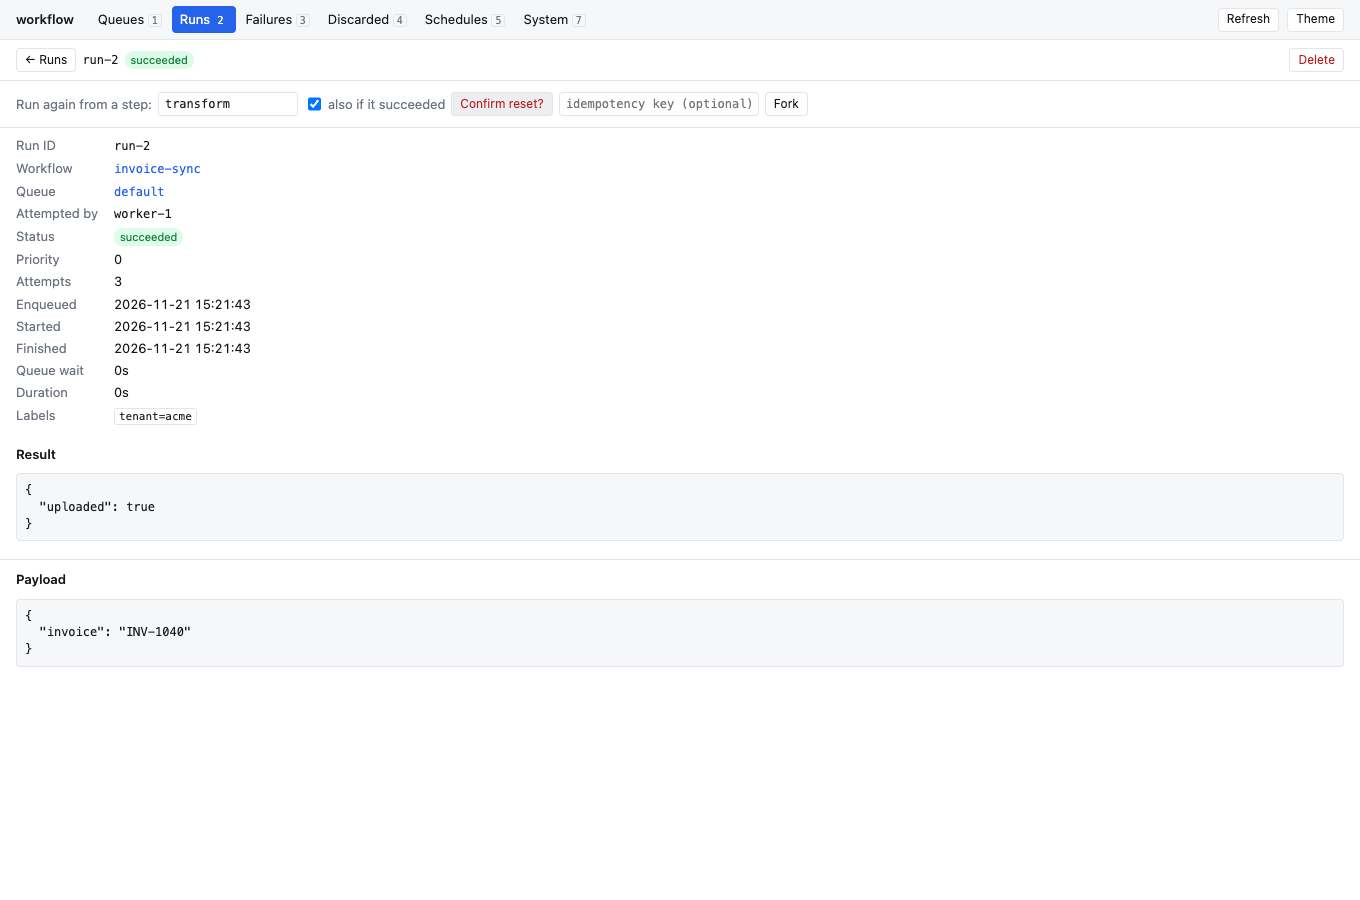 workflow Queues 1 Runs 2 Failures 3 Discarded 4 Schedules 5 System 7 Refresh Theme
← Runs run-2 succeeded Delete
Run again from a step: transform also if it succeeded Confirm reset? idempotency key (optional) Fork
Run ID run-2
Workflow invoice-sync
Queue default
Attempted by worker-1
Status succeeded
Priority 0
Attempts 3
Enqueued 2026-11-21 15:21:43
Started 2026-11-21 15:21:43
Finished 2026-11-21 15:21:43
Queue wait 0s
Duration 0s
Labels tenant=acme
Result
{
"uploaded": true
}
Payload
{
"invoice": "INV-1040"
}